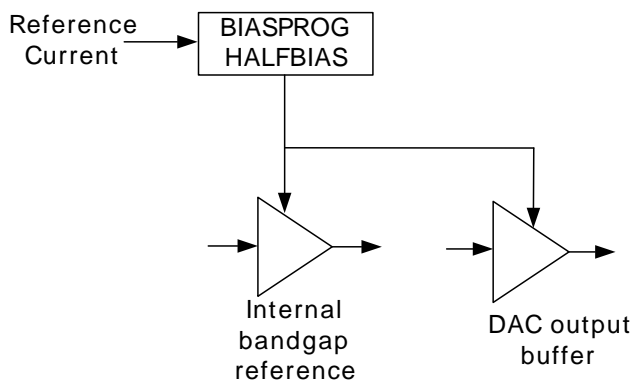 Reference
Current
BIASPROG
HALFBIAS
Internal
bandgap
reference
DAC output
buffer